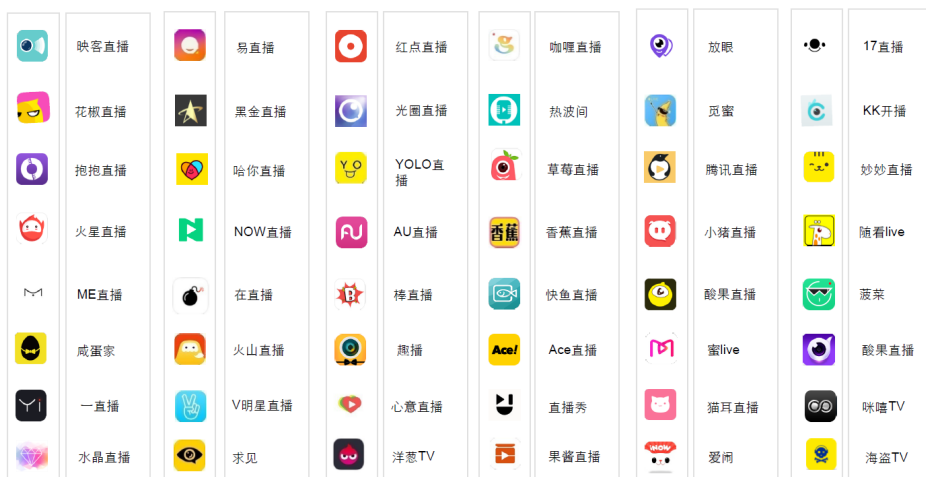 映客直播
易直播
红点直播
咖喱直播
放眼
17直播
花椒直播
黑金直播
光圈直播
热波间
觅蜜
KK开播
抱抱直播
哈你直播
YOLO直
播
草莓直播
腾讯直播
妙妙直播
火星直播
NOW直播
AU直播
香蕉
香蕉直播
小猪直播
随看live
ME直播
在直播
B
棒直播
快鱼直播
酸果直播
菠菜
咸蛋家
火山直播
趣播
Ace!
Ace直播
蜜live
酸果直播
Yi
一直播
V明星直播
心意直播
直播秀
猫耳直播
咪嘻TV
水晶直播
求见
洋葱TV
果酱直播
iNOW
爱闹
海盗TV